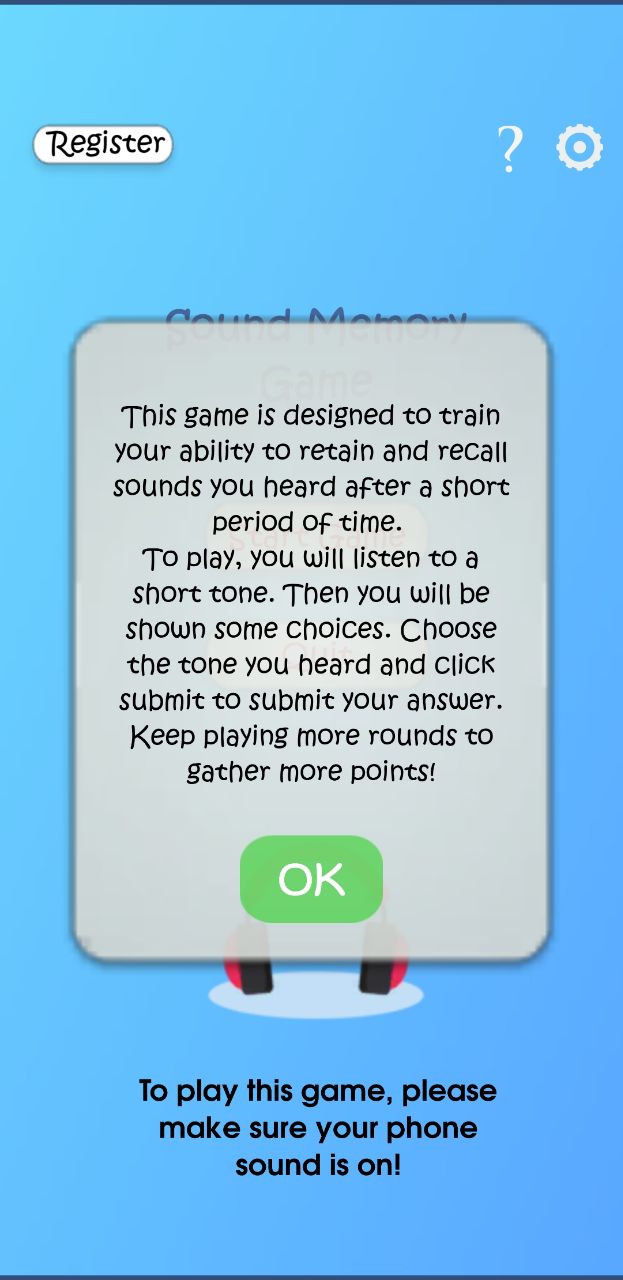 Register
?
Sound Memory
Game
This game is designed to train
your ability to retain and recall
sounds you heard after a short
period of time.
Start Game
To play, you will listen to a
short tone. Then you will be
shown some choices. Choose
Quit
the tone you heard and click
submit to submit your answer.
Keep playing more rounds to
gather more points!
OK
To play this game, please
make sure your phone
sound is on!